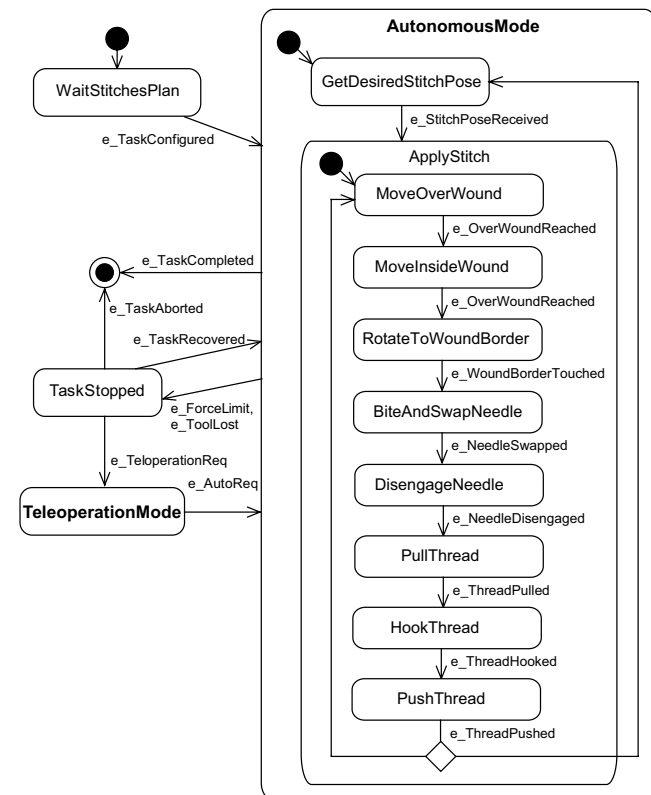 AutonomousMode
WaitStitchesPlan
GetDesiredStitchPose
e_StitchPoseReceived
e_TaskConfigured
ApplyStitch
MoveOverWound
e_OverWoundReached
MoveInsideWound
e_TaskCompleted
e_OverWoundReached
e_TaskAborted
RotateToWoundBorder
e_TaskRecovered
e_WoundBorderTouched
TaskStopped
e_ForceLimit,
e_ToolLost
BiteAndSwapNeedle
e_NeedleSwapped
e_TeloperationReq
e_AutoReq
DisengageNeedle
TeleoperationMode
e_NeedleDisengaged
PullThread
e_ThreadPulled
HookThread
e_ThreadHooked
PushThread
e_ThreadPushed